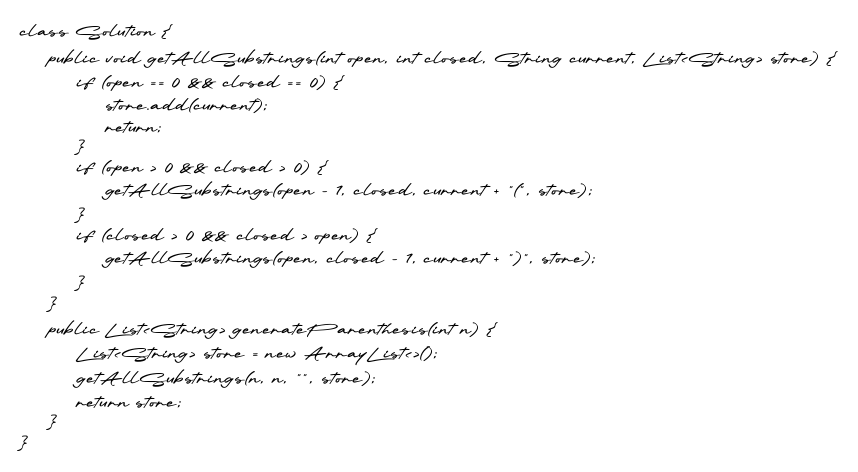 class Solution {
public void getAllSubstrings(int open, int closed, String current, List<String> store) {
if (open == 0 && closed == 0) {
store.add(current);
return;
}
if (open > 0 && closed > 0) {
getAllSubstrings(open - 1, closed, current + "(", store);
}
if (closed > 0 && closed > open) {
getAllSubstrings(open, closed - 1, current + ")", store);
}
}
public List<String> generateParenthesis(int n) {
List<String> store = new ArrayList<>();
getAllSubstrings(n, n, "", store);
return store;
}
}